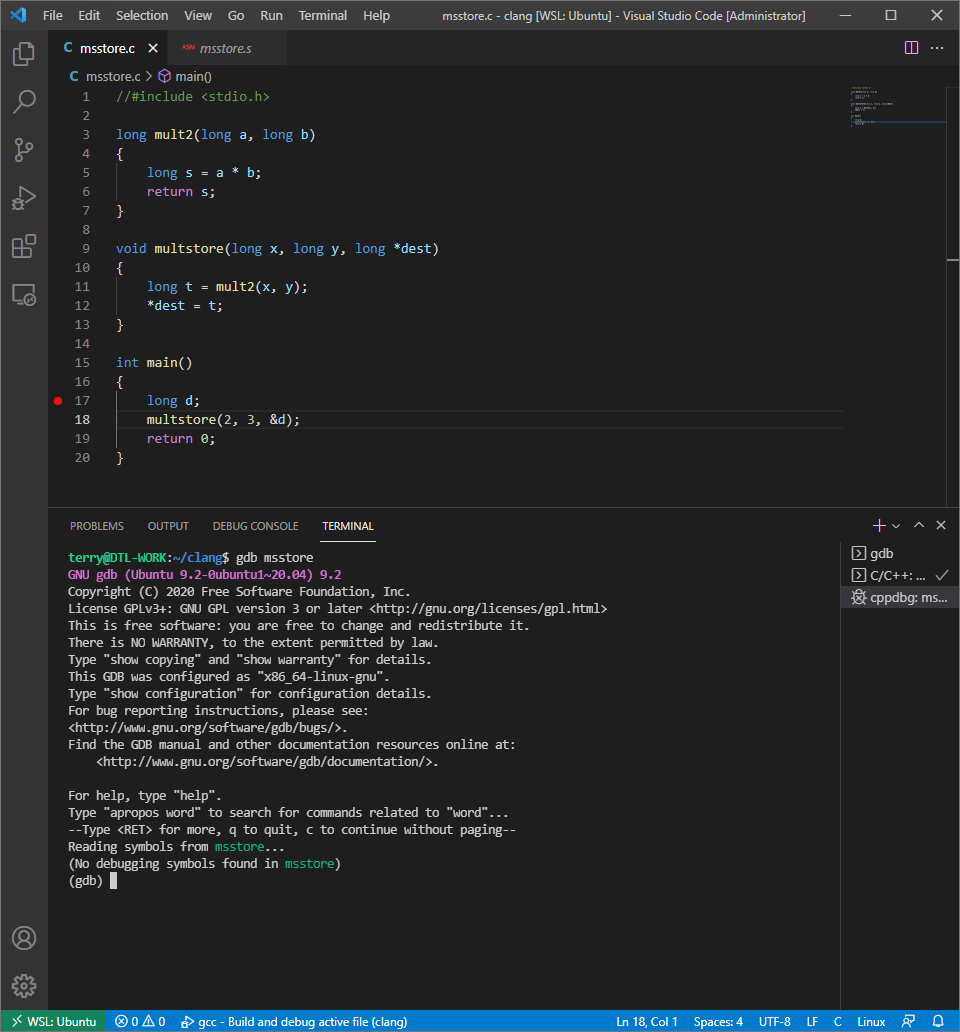 File Edit Selection View Go Run Terminal Help msstore.c - clang [WSL: Ubuntu] - Visual Studio Code [Administrator]
C msstore.c ASM msstore.s
C msstore.c > main()
1 //#include <stdio.h>
2
3 long mult2(long a, long b)
4 {
5 long s = a * b;
6 return s;
7 }
8
9 void multstore(long x, long y, long *dest)
10 {
11 long t = mult2(x, y);
12 *dest = t;
13 }
14
15 int main()
16 {
17 long d;
18 multstore(2, 3, &d);
19 return 0;
20 }
PROBLEMS OUTPUT DEBUG CONSOLE TERMINAL
terry@DTL-WORK:~/clang$ gdb msstore
GNU gdb (Ubuntu 9.2-0ubuntu1~20.04) 9.2
Copyright (C) 2020 Free Software Foundation, Inc.
License GPLv3+: GNU GPL version 3 or later <http://gnu.org/licenses/gpl.html>
This is free software: you are free to change and redistribute it.
There is NO WARRANTY, to the extent permitted by law.
Type "show copying" and "show warranty" for details.
This GDB was configured as "x86_64-linux-gnu".
Type "show configuration" for configuration details.
For bug reporting instructions, please see:
<http://www.gnu.org/software/gdb/bugs/>.
Find the GDB manual and other documentation resources online at:
<http://www.gnu.org/software/gdb/documentation/>.
For help, type "help".
Type "apropos word" to search for commands related to "word"...
--Type <RET> for more, q to quit, c to continue without paging--
Reading symbols from msstore...
(No debugging symbols found in msstore)
(gdb)
gdb
C/C++: ...
cppdbg: ms...
WSL: Ubuntu 0 0 gcc - Build and debug active file (clang) Ln 18, Col 1 Spaces: 4 UTF-8 LF C Linux